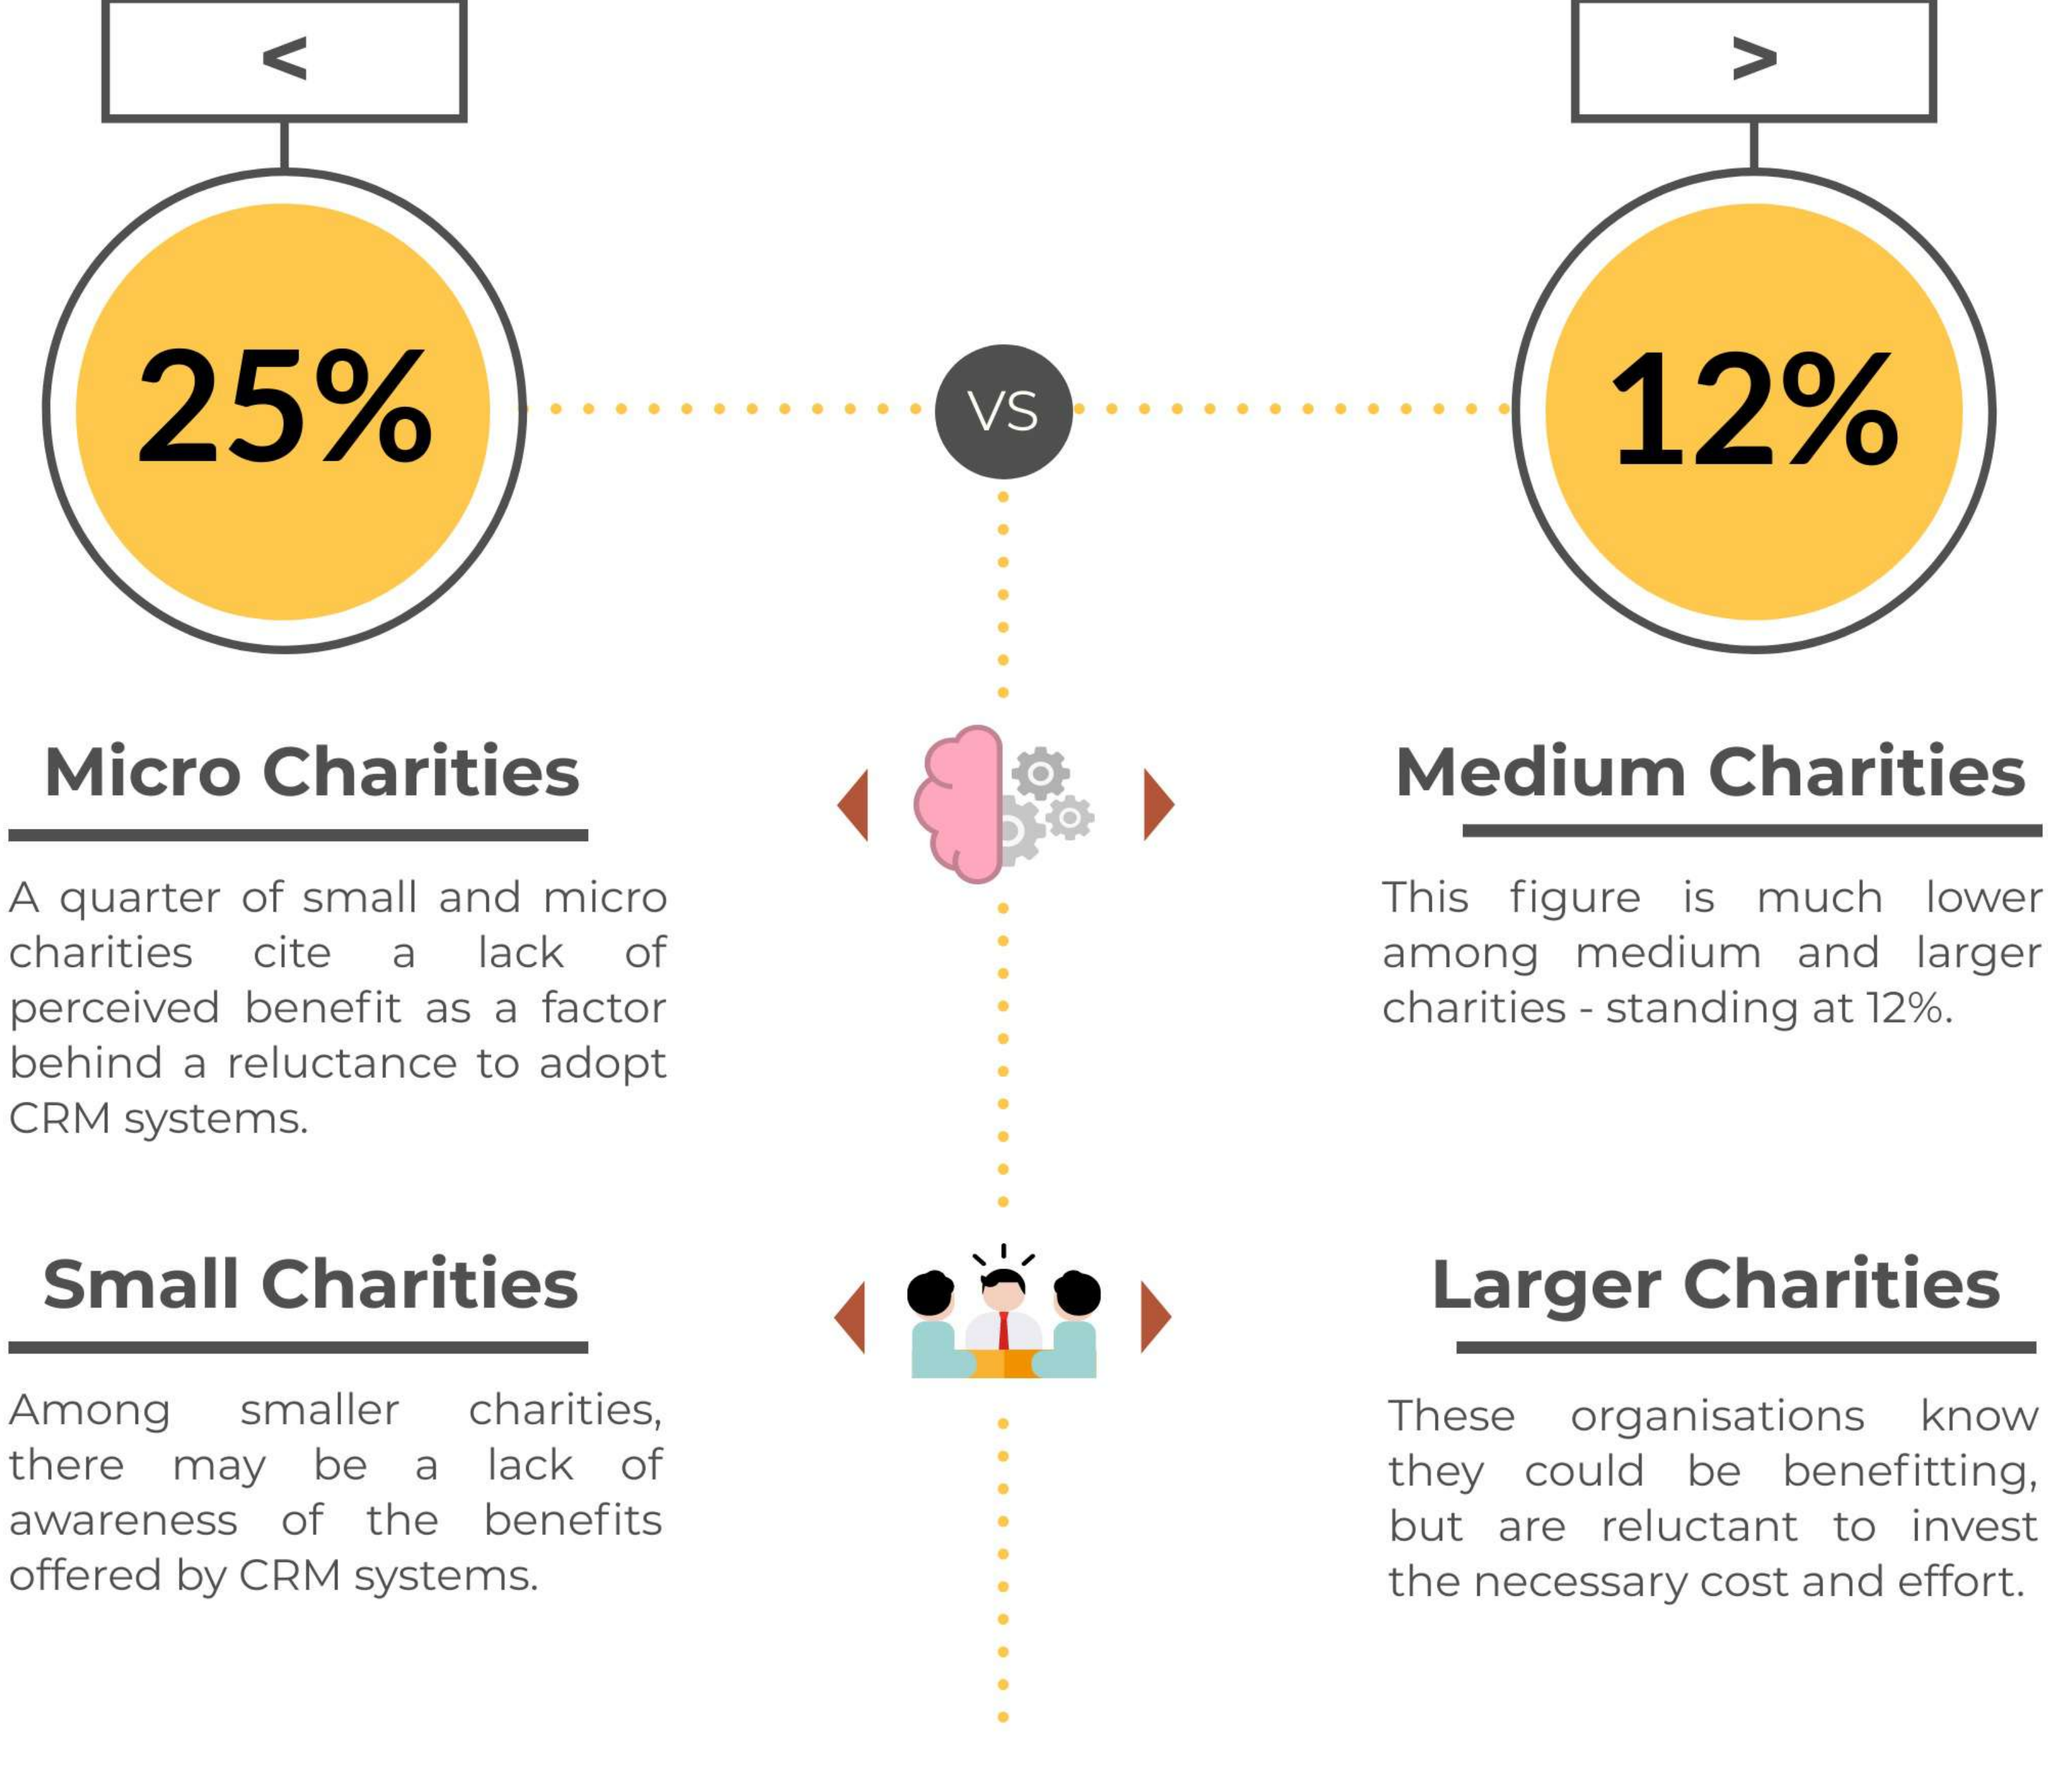 <
>
25%
VS
12%
Micro Charities
A quarter of small and micro
charities cite a lack of
perceived benefit as a factor
behind a reluctance to adopt
CRM systems.
Medium Charities
This figure is much lower
among medium and larger
charities - standing at 12%.
Small Charities
Among smaller charities,
there may be a lack of
awareness of the benefits
offered by CRM systems.
Larger Charities
These organisations know
they could be benefitting,
but are reluctant to invest
the necessary cost and effort.